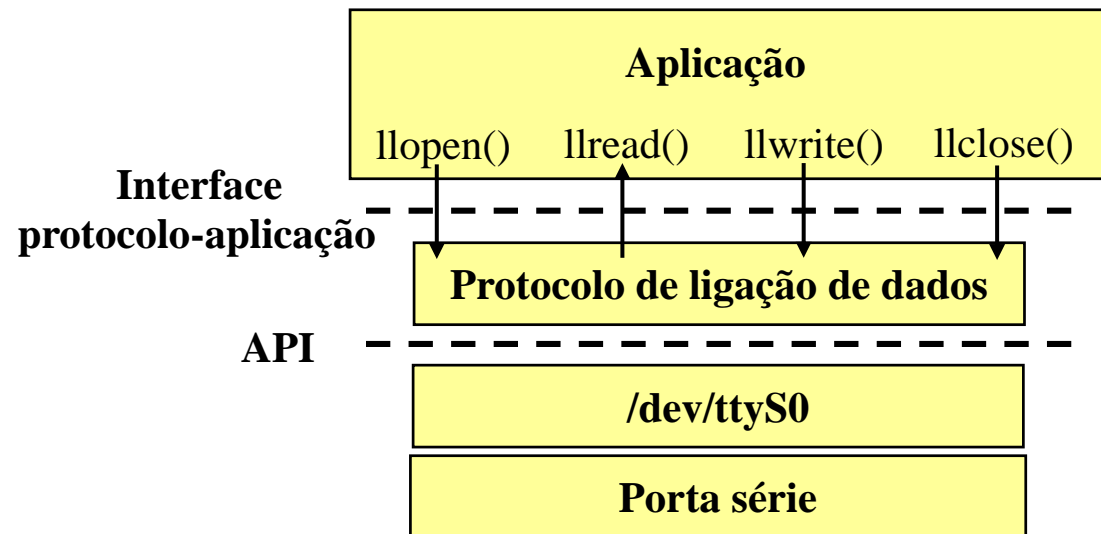 Aplicação
llopen() llread() llwrite() llclose()
Interface
protocolo-aplicação
Protocolo de ligação de dados
API
/dev/ttyS0
Porta série